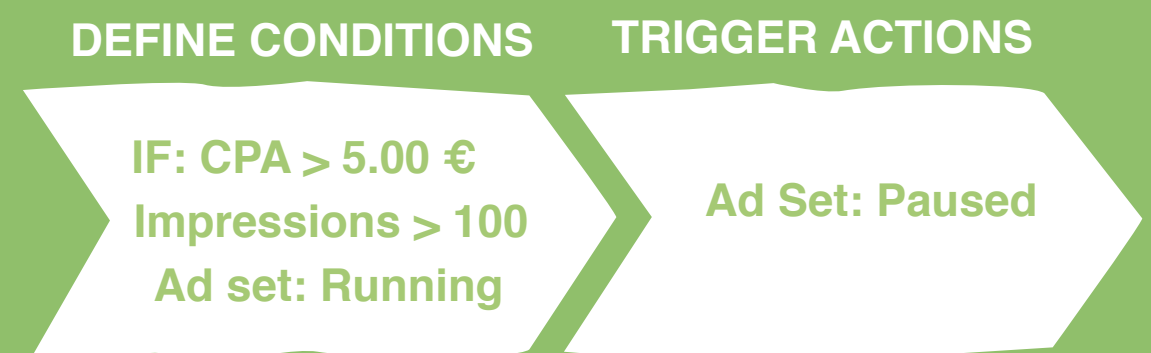 DEFINE CONDITIONS
IF: CPA > 5.00 €
Impressions > 100
Ad set: Running
TRIGGER ACTIONS
Ad Set: Paused